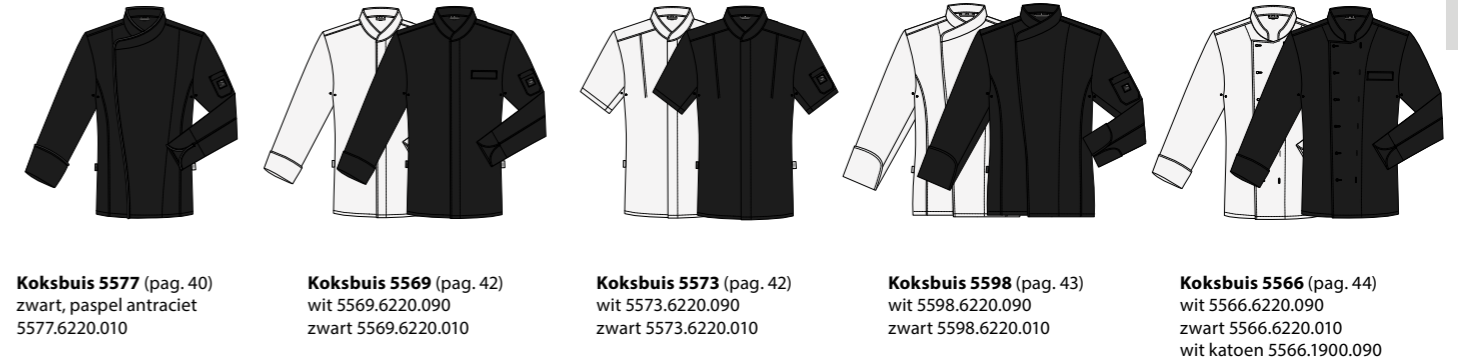 Koksbuis 5577 (pag. 40)
zwart, paspel antraciet
5577.6220.010
Koksbuis 5569 (pag. 42)
wit 5569.6220.090
zwart 5569.6220.010
Koksbuis 5573 (pag. 42)
wit 5573.6220.090
zwart 5573.6220.010
Koksbuis 5598 (pag. 43)
wit 5598.6220.090
zwart 5598.6220.010
Koksbuis 5566 (pag. 44)
wit 5566.6220.090
zwart 5566.6220.010
wit katoen 5566.1900.090